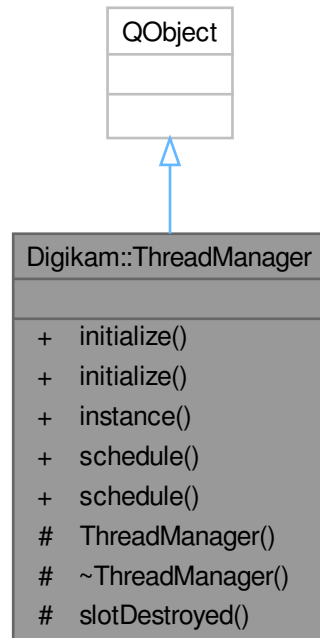 QObject
Digikam::ThreadManager
+ initialize()
+ initialize()
+ instance()
+ schedule()
+ schedule()
# ThreadManager()
# ~ThreadManager()
# slotDestroyed()